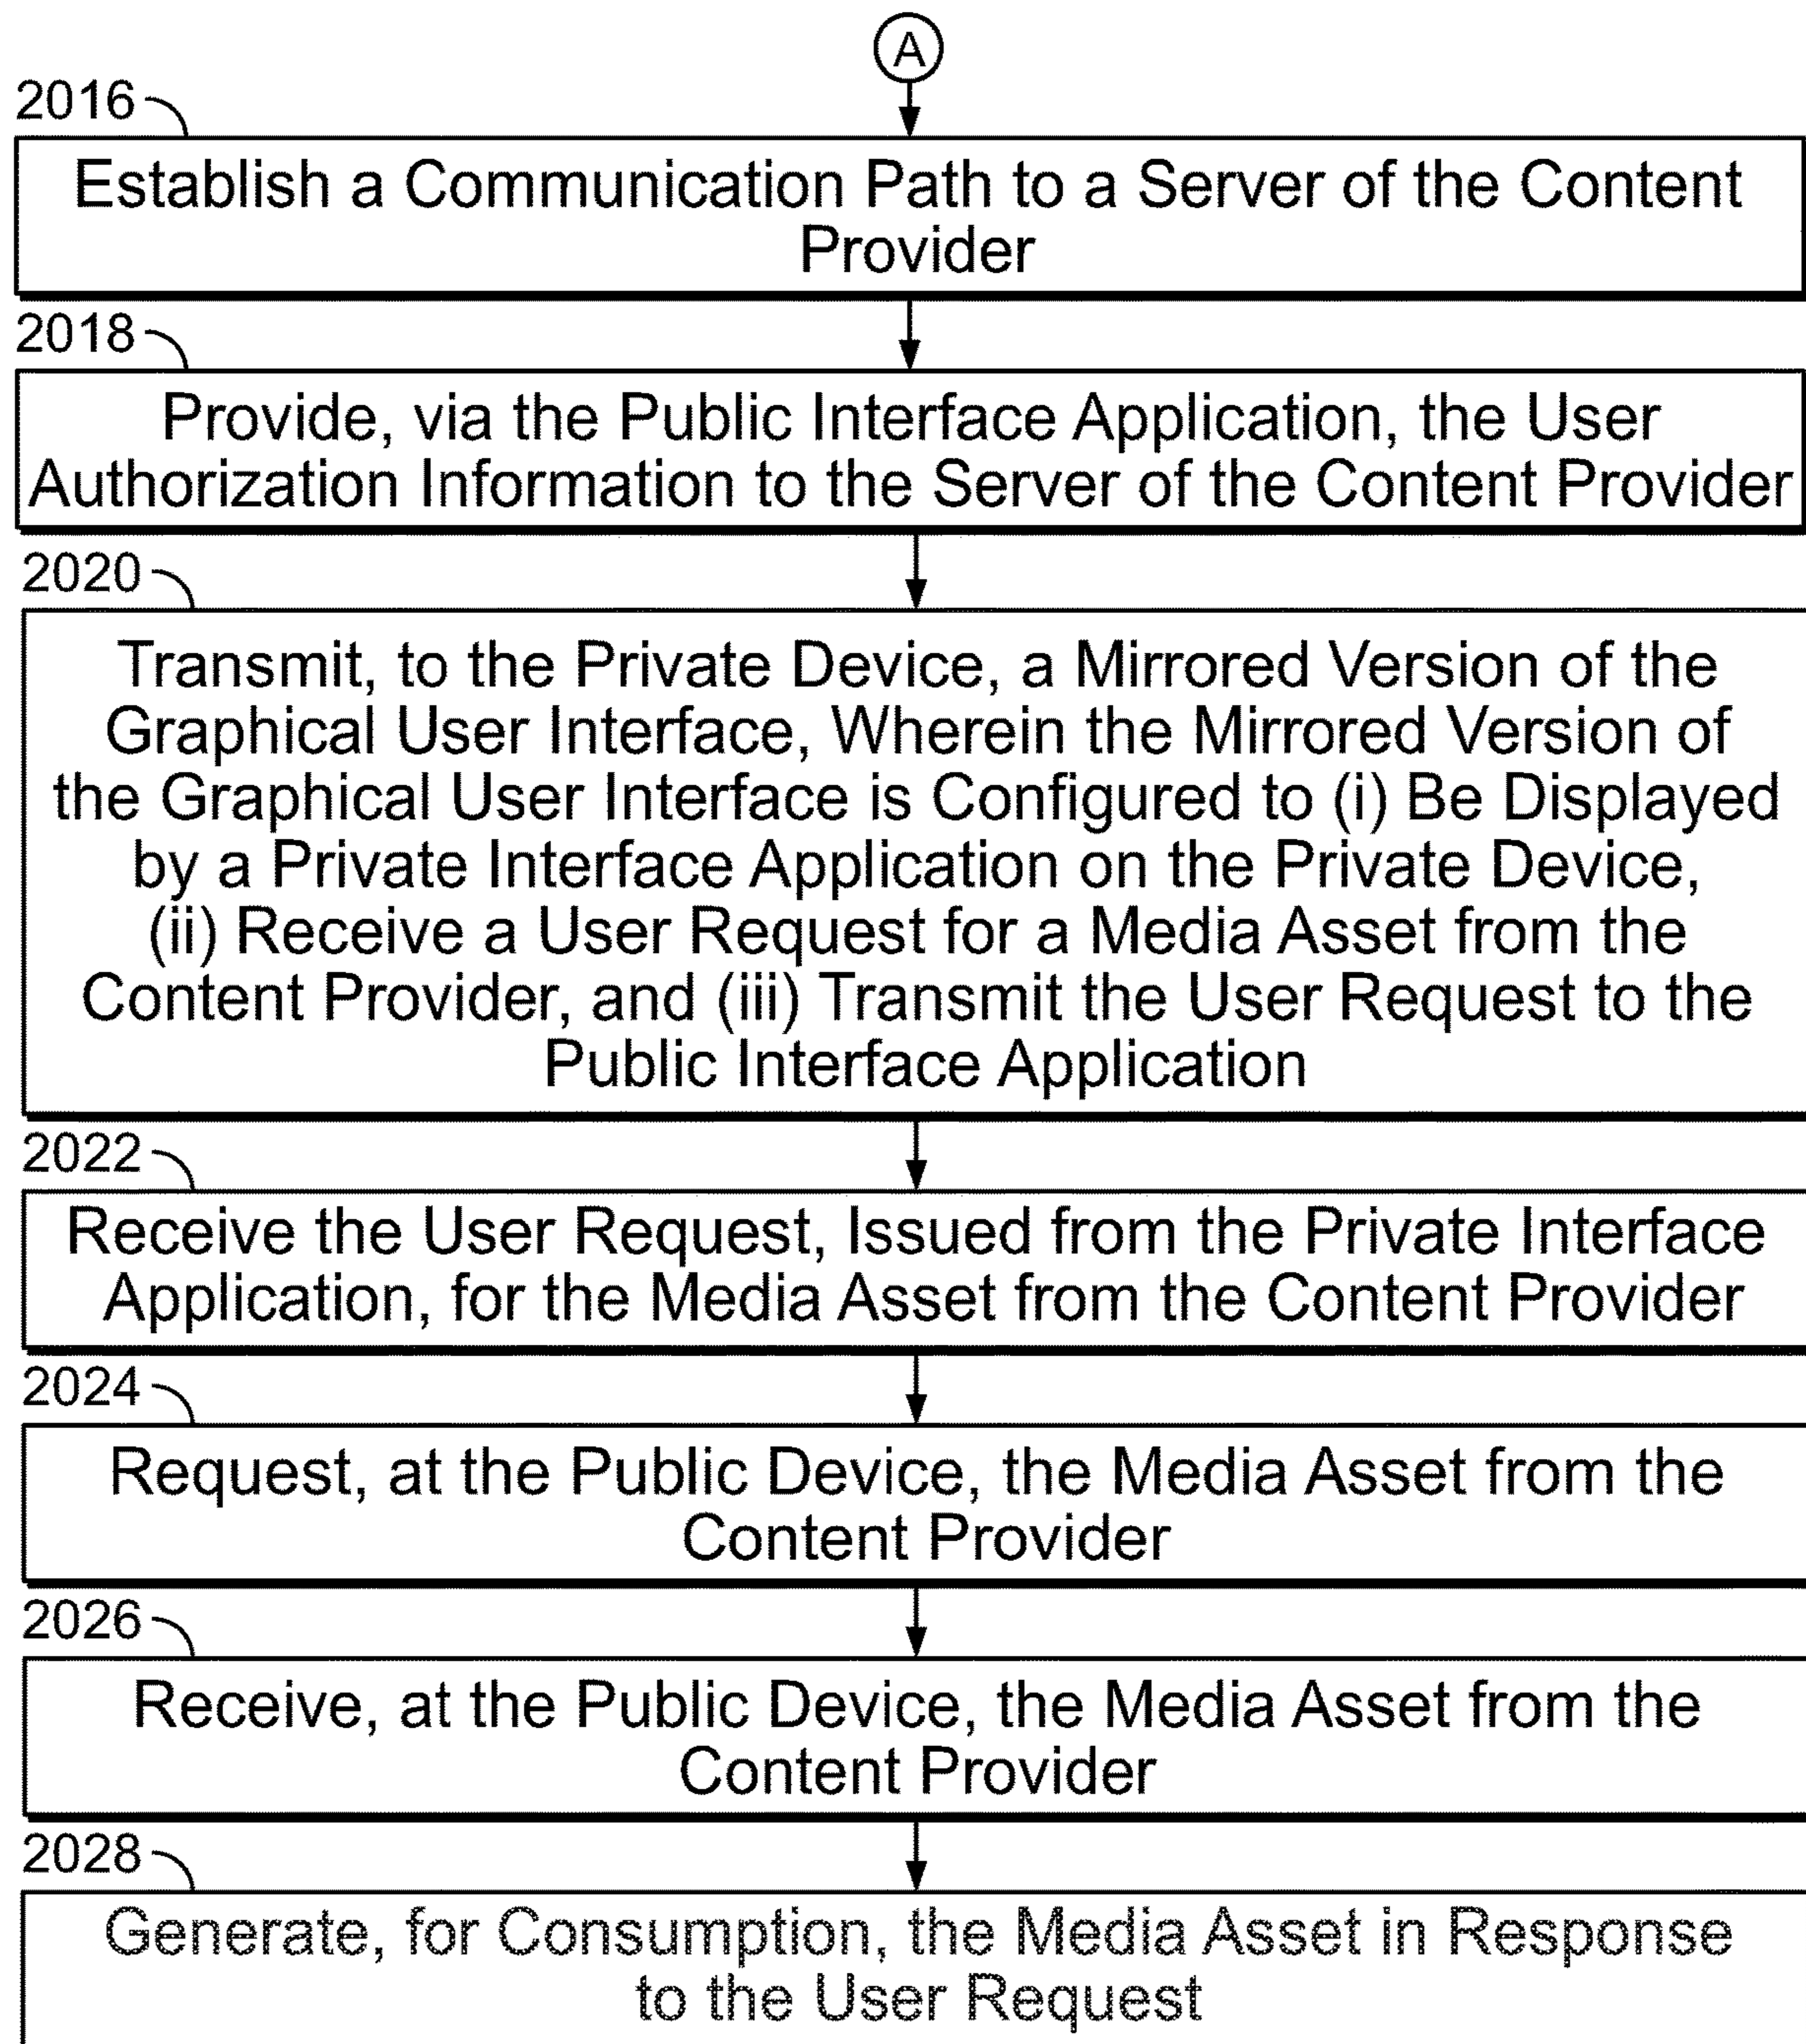 A
2016
Establish a Communication Path to a Server of the Content
Provider
2018
Provide, via the Public Interface Application, the User
Authorization Information to the Server of the Content Provider
2020
Transmit, to the Private Device, a Mirrored Version of the
Graphical User Interface, Wherein the Mirrored Version of
the Graphical User Interface is Configured to (i) Be Displayed
by a Private Interface Application on the Private Device,
(ii) Receive a User Request for a Media Asset from the
Content Provider, and (iii) Transmit the User Request to the
Public Interface Application
2022
Receive the User Request, Issued from the Private Interface
Application, for the Media Asset from the Content Provider
2024
Request, at the Public Device, the Media Asset from the
Content Provider
2026
Receive, at the Public Device, the Media Asset from the
Content Provider
2028
Generate, for Consumption, the Media Asset in Response
to the User Request